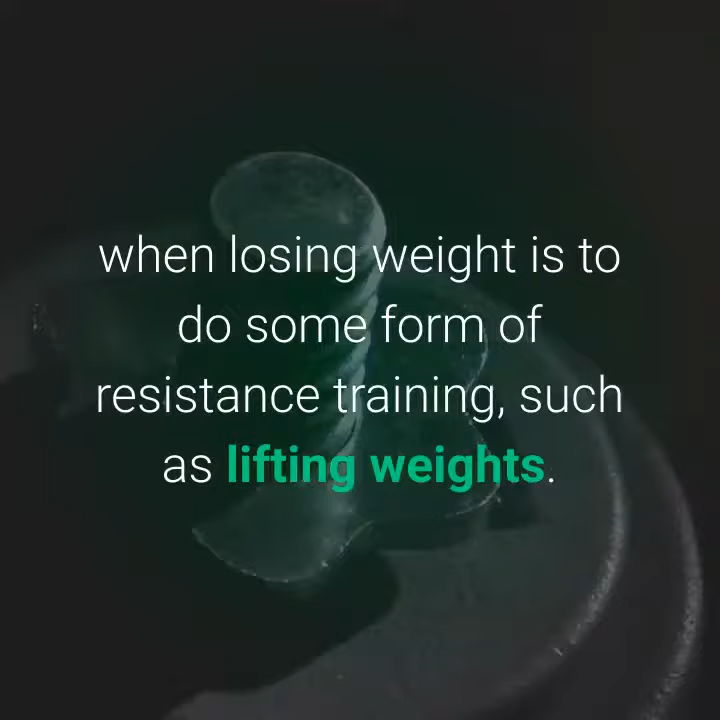 when losing weight is to
do some form of
resistance training, such
as lifting weights.